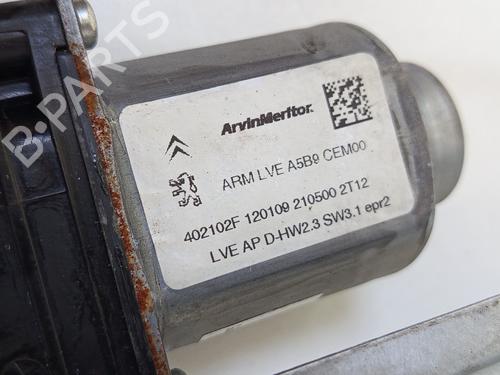 B-PARTS
ArvinMeritor.
ARM LVE A5B9 CEM00
402102F 120109 210500 2T12
LVE AP D-HW2.3 SW3.1 epr2